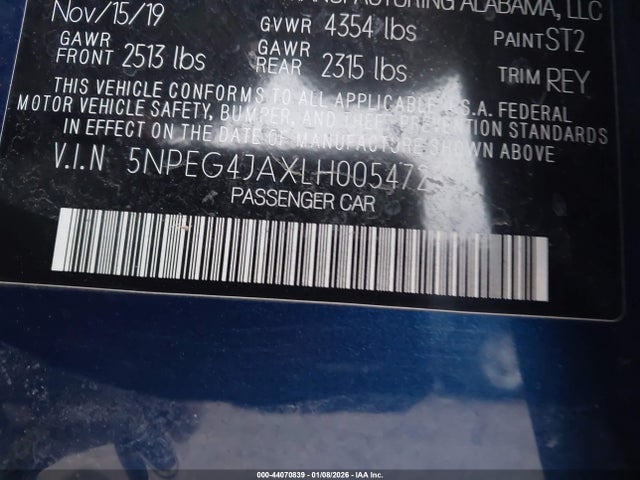 ALABAMA, LLC
Nov/15/19 GVWR 4354 lbs PAINT ST2
GAWR FRONT 2513 lbs GAWR REAR 2315 lbs TRIM REY
THIS VEHICLE CONFORMS TO ALL APPLICABLE U.S.A. FEDERAL
MOTOR VEHICLE SAFETY, BUMPER, AND THEFT PREVENTION STANDARDS
IN EFFECT ON THE DATE OF MANUFACTURE SHOWN ABOVE
V.I.N 5NPEG4JAXLH005472
PASSENGER CAR
000-44070839 - 01/08/2026 - IAA Inc.